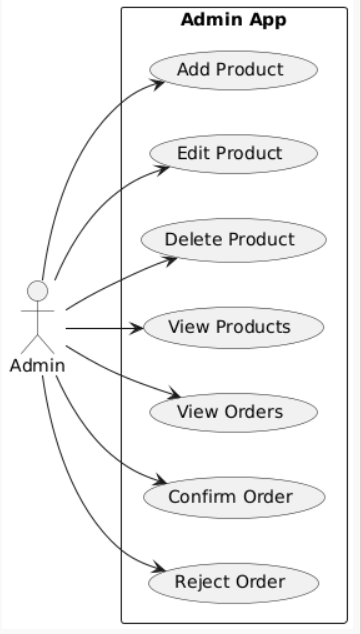 Admin App
Add Product
Edit Product
Delete Product
View Products
Admin
View Orders
Confirm Order
Reject Order